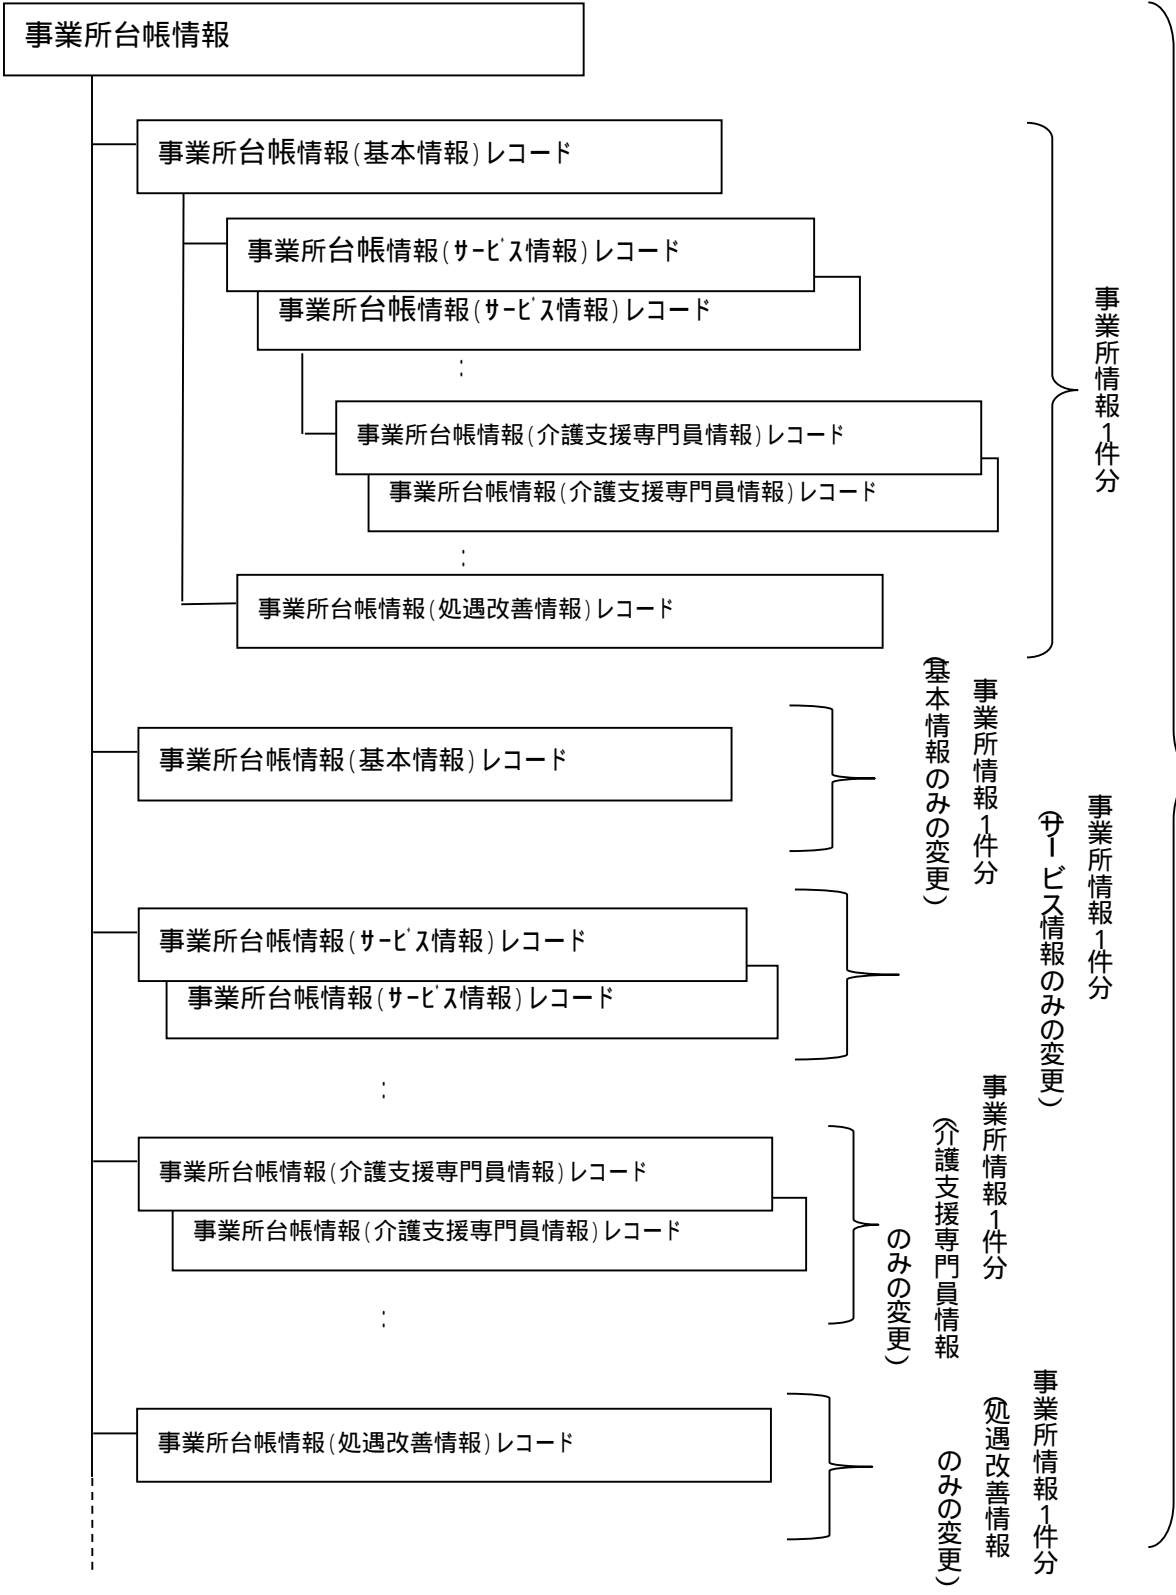 事業所台帳情報
事業所台帳情報(基本情報)レコード
事業所台帳情報(ｻｰﾋﾞｽ情報)レコード
事業所台帳情報(ｻｰﾋﾞｽ情報)レコード
:
事業所台帳情報(介護支援専門員情報)レコード
事業所台帳情報(介護支援専門員情報)レコード
:
事業所台帳情報(処遇改善情報)レコード
事業所情報1件分
事業所台帳情報(基本情報)レコード
事業所情報1件分
(基本情報のみの変更)
事業所台帳情報(ｻｰﾋﾞｽ情報)レコード
事業所台帳情報(ｻｰﾋﾞｽ情報)レコード
:
事業所情報1件分
(サービス情報のみの変更)
事業所台帳情報(介護支援専門員情報)レコード
事業所台帳情報(介護支援専門員情報)レコード
:
事業所情報1件分
(介護支援専門員情報
のみの変更)
事業所台帳情報(処遇改善情報)レコード
事業所情報1件分
(処遇改善情報
のみの変更)